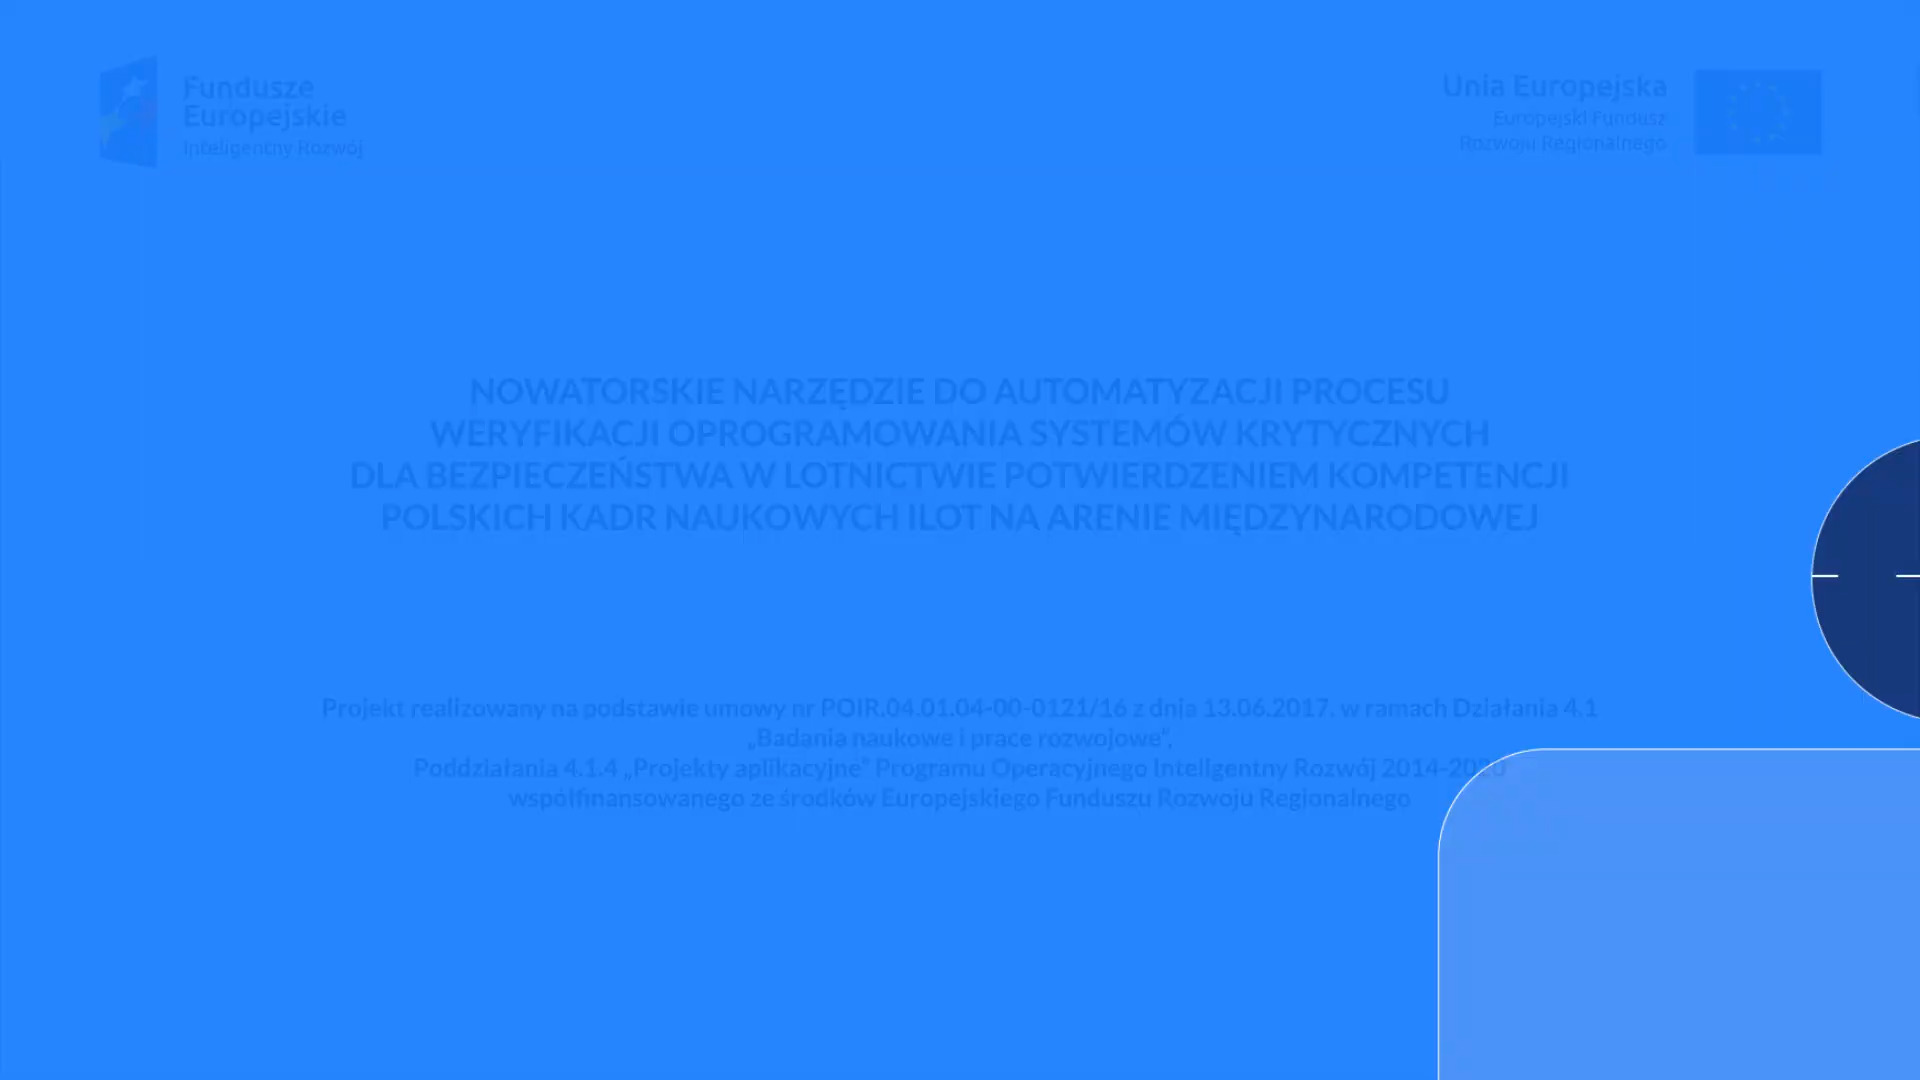 Fundusze
Europejskie
Inteligentny Rozwój
Unia Europejska
Europejski Fundusz
Rozwoju Regionalnego
NOWATORSKIE NARZĘDZIE DO AUTOMATYZACJI PROCESU
WERYFIKACJI OPROGRAMOWANIA SYSTEMÓW KRYTYCZNYCH
DLA BEZPIECZEŃSTWA W LOTNICTWIE POTWIERDZENIEM KOMPETENCJI
POLSKICH KADR NAUKOWYCH ILOT NA ARENIE MIĘDZYNARODOWEJ
Projekt realizowany na podstawie umowy nr POIR.04.01.04-00-0121/16 z dnia 13.06.2017. w ramach Działania 4.1
„Badania naukowe i prace rozwojowe”,
Poddziałania 4.1.4 „Projekty aplikacyjne” Programu Operacyjnego Inteligentny Rozwój 2014-2020
współfinansowanego ze środków Europejskiego Funduszu Rozwoju Regionalnego